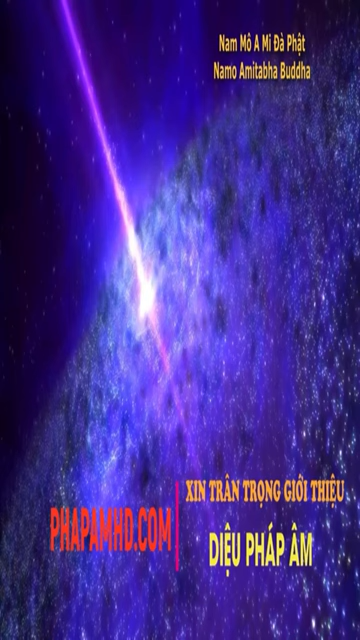 Nam Mô A Mi Đà Phật
Namo Amitabha Buddha
XIN TRÂN TRỌNG GIỚI THIỆU
PHAPAMHD.COM
DIỆU PHÁP ÂM